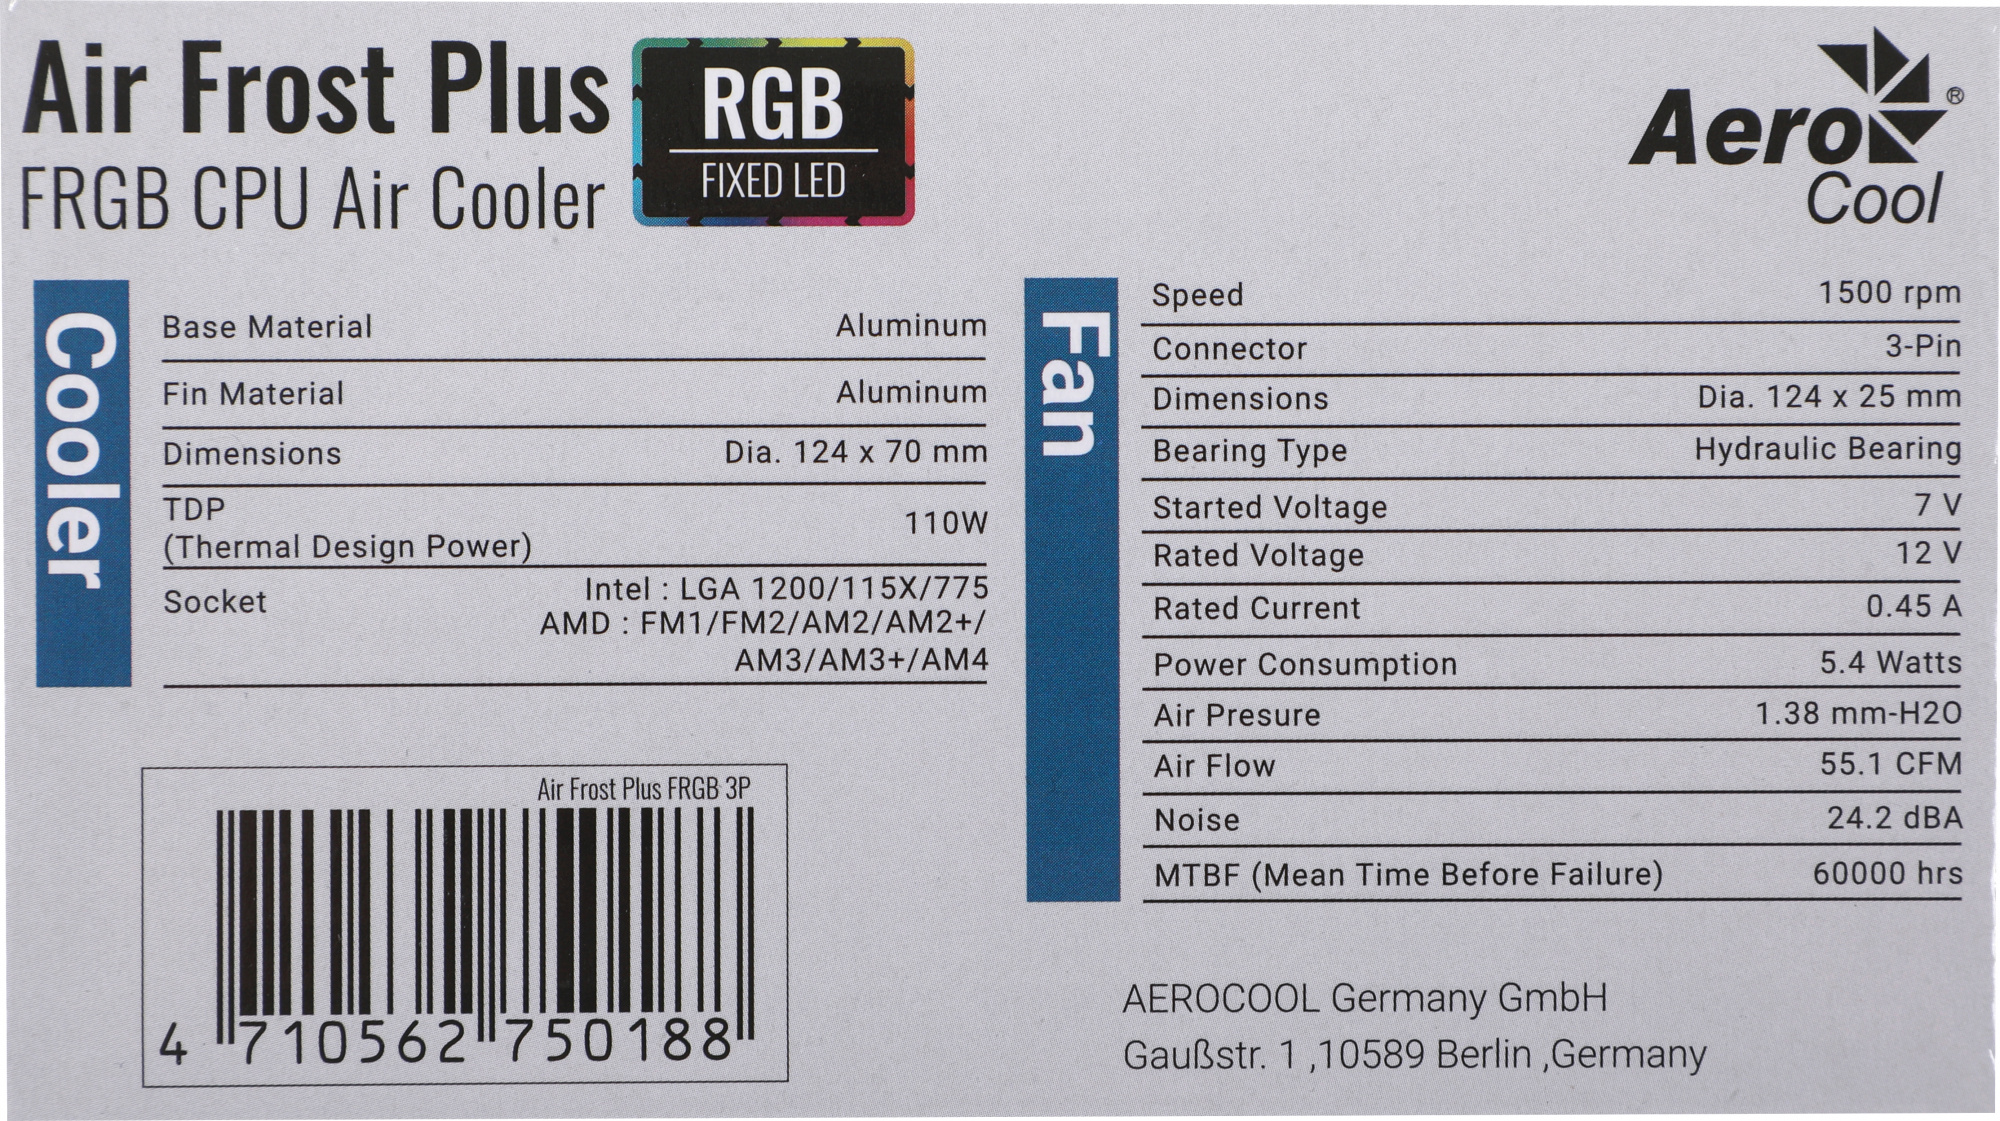 Air Frost Plus
FRGB CPU Air Cooler
RGB
FIXED LED
Aero®
Cool
Cooler
Base Material Aluminum
Fin Material Aluminum
Dimensions Dia. 124 x 70 mm
TDP
(Thermal Design Power) 110W
Socket Intel : LGA 1200/115X/775
AMD : FM1/FM2/AM2/AM2+/
AM3/AM3+/AM4
Fan
Speed 1500 rpm
Connector 3-Pin
Dimensions Dia. 124 x 25 mm
Bearing Type Hydraulic Bearing
Started Voltage 7 V
Rated Voltage 12 V
Rated Current 0.45 A
Power Consumption 5.4 Watts
Air Presure 1.38 mm-H2O
Air Flow 55.1 CFM
Noise 24.2 dBA
MTBF (Mean Time Before Failure) 60000 hrs
Air Frost Plus FRGB 3P
4 710562 750188
AEROCOOL Germany GmbH
Gaußstr. 1 ,10589 Berlin ,Germany